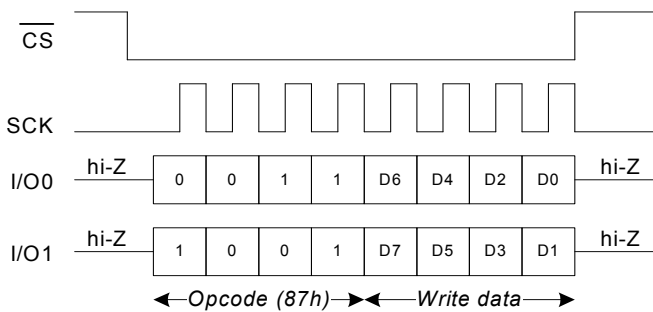 CS
SCK
I/O0 hi-Z 0 0 1 1 D6 D4 D2 D0 hi-Z
I/O1 hi-Z 1 0 0 1 D7 D5 D3 D1 hi-Z
Opcode (87h) Write data